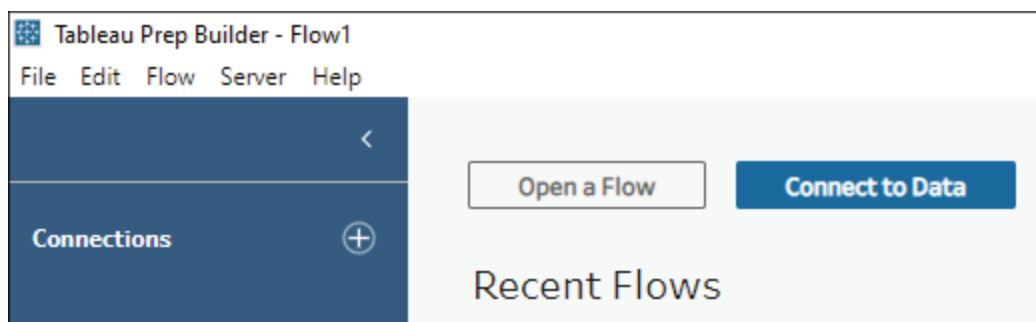 Tableau Prep Builder - Flow1
File Edit Flow Server Help
Open a Flow Connect to Data
Connections
Recent Flows